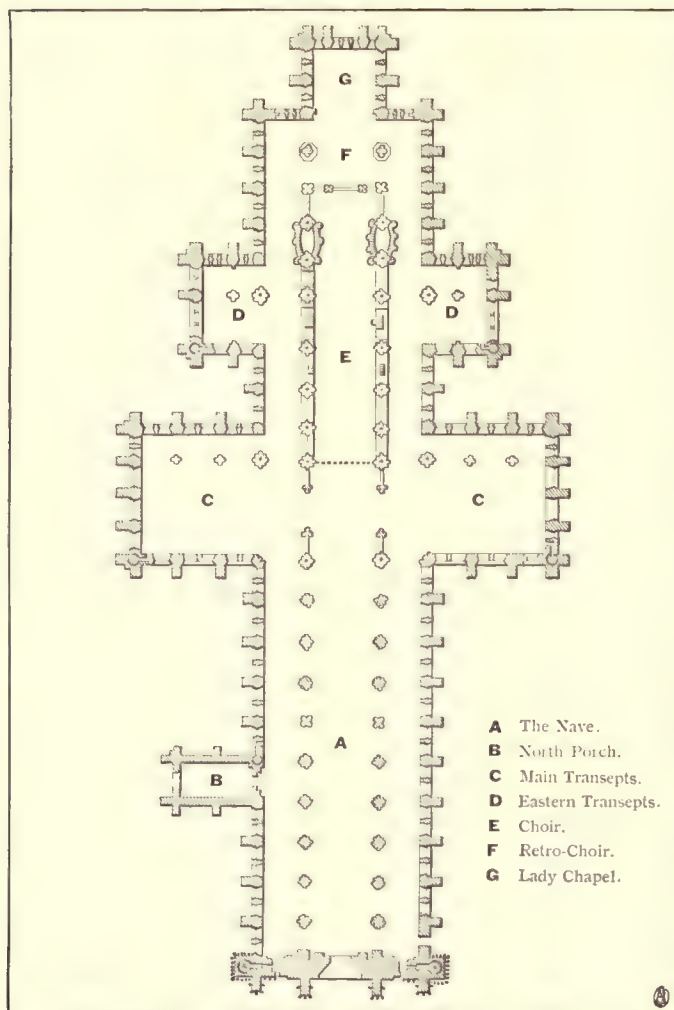 G
F
D D
E
C C
A
B
A The Nave.
B North Porch.
C Main Transepts.
D Eastern Transepts.
E Choir.
F Retro-Choir.
G Lady Chapel.